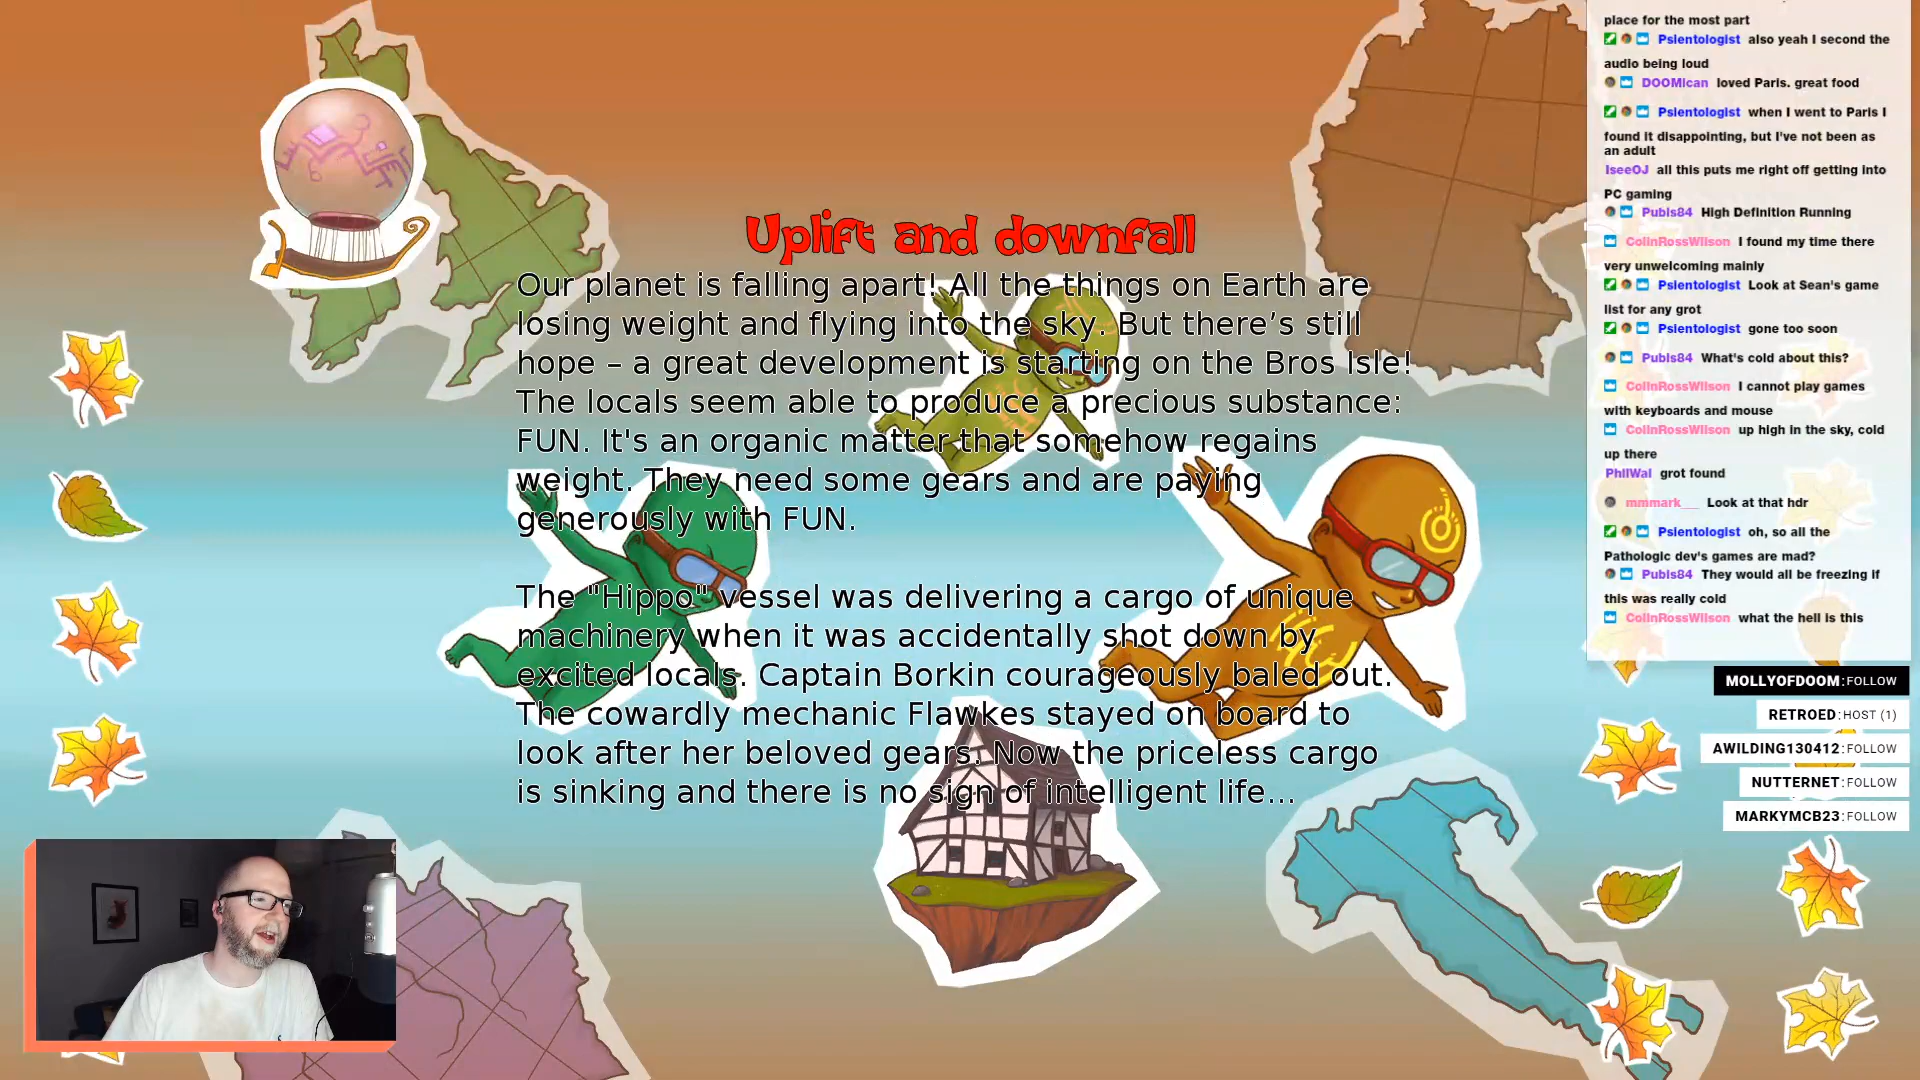 Uplift and downfall
Our planet is falling apart! All the things on Earth are
losing weight and flying into the sky. But there’s still
hope – a great development is starting on the Bros Isle!
The locals seem able to produce a precious substance:
FUN. It's an organic matter that somehow regains
weight. They need some gears and are paying
generously with FUN.
The "Hippo" vessel was delivering a cargo of unique
machinery when it was accidentally shot down by
excited locals. Captain Borkin courageously baled out.
The cowardly mechanic Flawkes stayed on board to
look after her beloved gears. Now the priceless cargo
is sinking and there is no sign of intelligent life...
place for the most part
Psientologist also yeah I second the
audio being loud
DOOMican loved Paris. great food
Psientologist when I went to Paris I
found it disappointing, but I've not been as
an adult
IseeOJ all this puts me right off getting into
PC gaming
Pubis84 High Definition Running
ColinRossWilson I found my time there
very unwelcoming mainly
Psientologist Look at Sean's game
list for any grot
Psientologist gone too soon
Pubis84 What's cold about this?
ColinRossWilson I cannot play games
with keyboards and mouse
ColinRossWilson up high in the sky, cold
up there
PhilWal grot found
mmmark__ Look at that hdr
Psientologist oh, so all the
Pathologic dev's games are mad?
Pubis84 They would all be freezing if
this was really cold
ColinRossWilson what the hell is this
MOLLYOFDOOM:FOLLOW
RETROED:HOST (1)
AWILDING130412:FOLLOW
NUTTERNET:FOLLOW
MARKYMCB23:FOLLOW